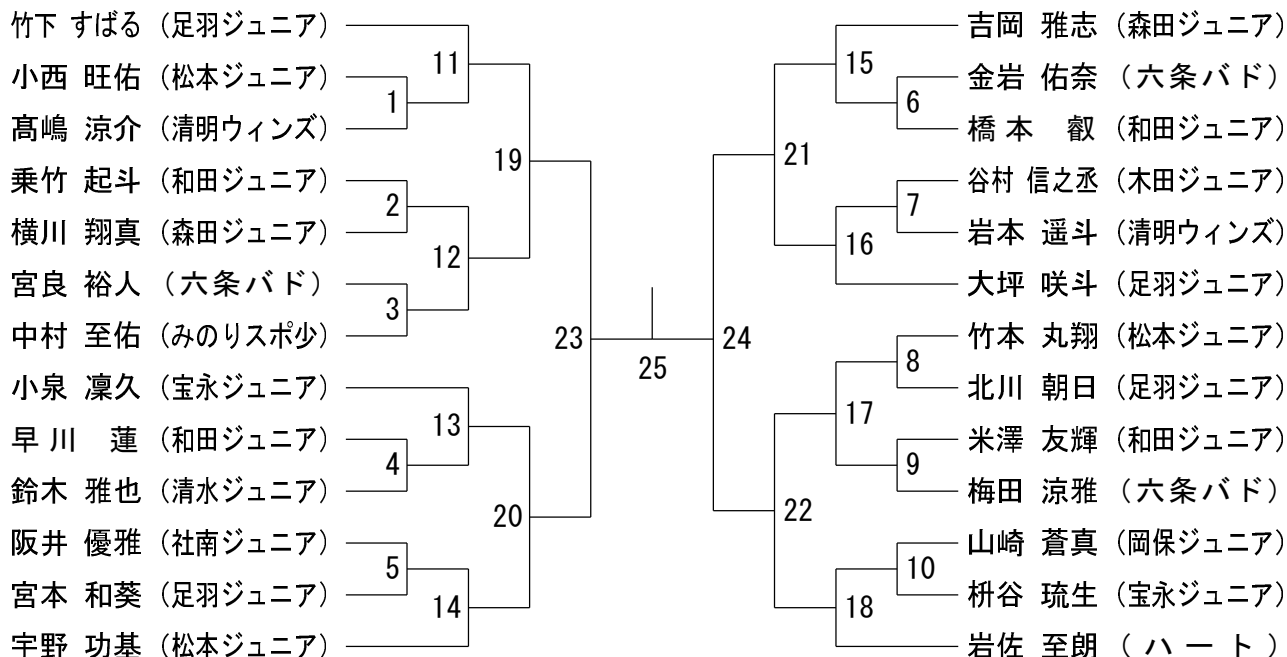 竹下 すばる (足羽ジュニア)
小西 旺佑 (松本ジュニア)
髙嶋 涼介 (清明ウィンズ)
乗竹 起斗 (和田ジュニア)
横川 翔真 (森田ジュニア)
宮良 裕人 (六条バド)
中村 至佑 (みのりスポ少)
小泉 凜久 (宝永ジュニア)
早川 蓮 (和田ジュニア)
鈴木 雅也 (清水ジュニア)
阪井 優雅 (社南ジュニア)
宮本 和葵 (足羽ジュニア)
宇野 功基 (松本ジュニア)
1
2
3
4
5
11
12
13
14
19
20
23
25
24
21
22
15
16
17
18
6
7
8
9
10
吉岡 雅志 (森田ジュニア)
金岩 佑奈 (六条バド)
橋本 叡 (和田ジュニア)
谷村 信之丞 (木田ジュニア)
岩本 遥斗 (清明ウィンズ)
大坪 咲斗 (足羽ジュニア)
竹本 丸翔 (松本ジュニア)
北川 朝日 (足羽ジュニア)
米澤 友輝 (和田ジュニア)
梅田 涼雅 (六条バド)
山崎 蒼真 (岡保ジュニア)
枡谷 琉生 (宝永ジュニア)
岩佐 至朗 (ハート)